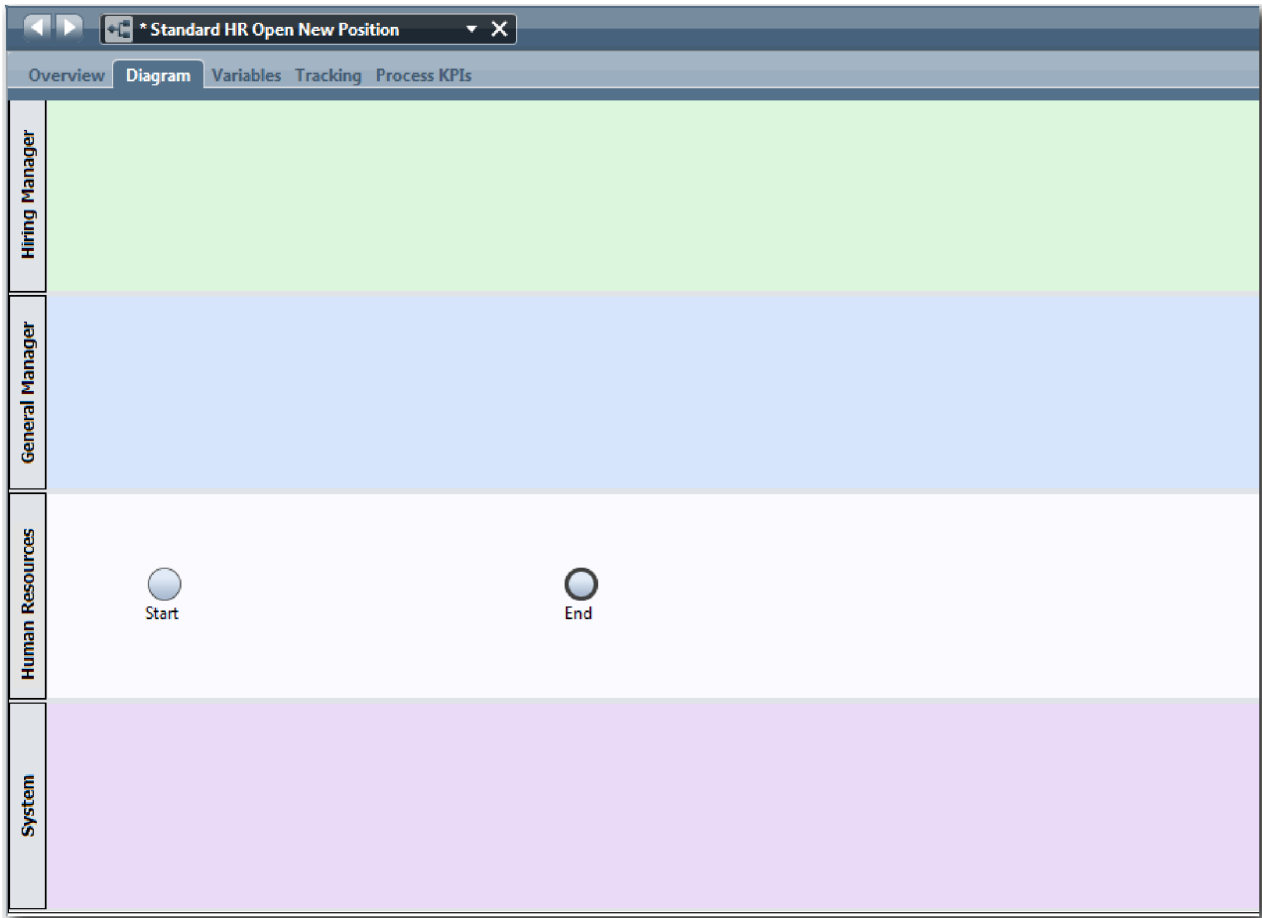 * Standard HR Open New Position
Overview Diagram Variables Tracking Process KPIs
Hiring Manager
General Manager
Human Resources
Start End
System